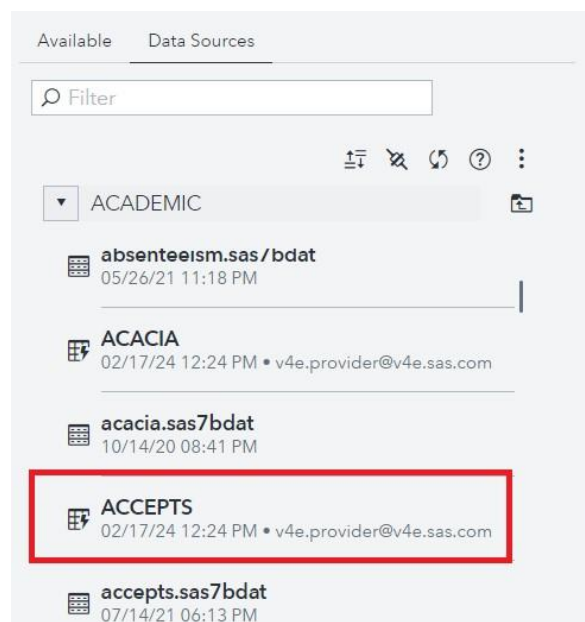 Available Data Sources
Filter
ACADEMIC
absenteeism.sas7bdat
05/26/21 11:18 PM
ACACIA
02/17/24 12:24 PM • v4e.provider@v4e.sas.com
acacia.sas7bdat
10/14/20 08:41 PM
ACCEPTS
02/17/24 12:24 PM • v4e.provider@v4e.sas.com
accepts.sas7bdat
07/14/21 06:13 PM